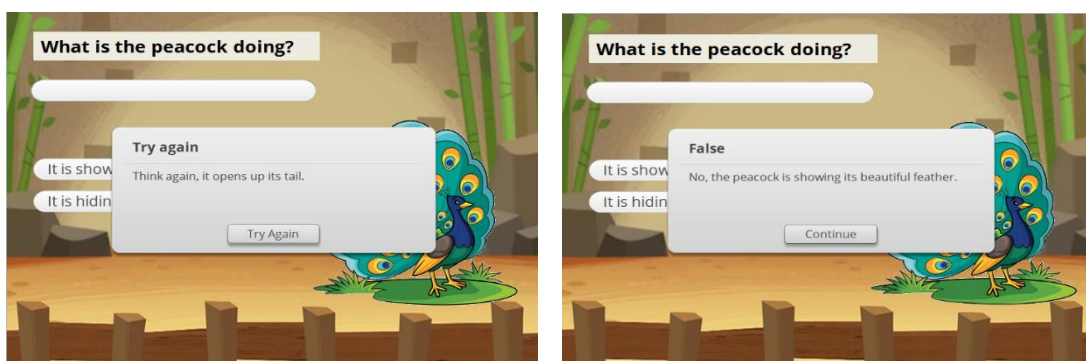 What is the peacock doing?
Try again
It is show
Think again, it opens up its tail.
It is hidin
Try Again
What is the peacock doing?
False
It is show
No, the peacock is showing its beautiful feather.
It is hidin
Continue